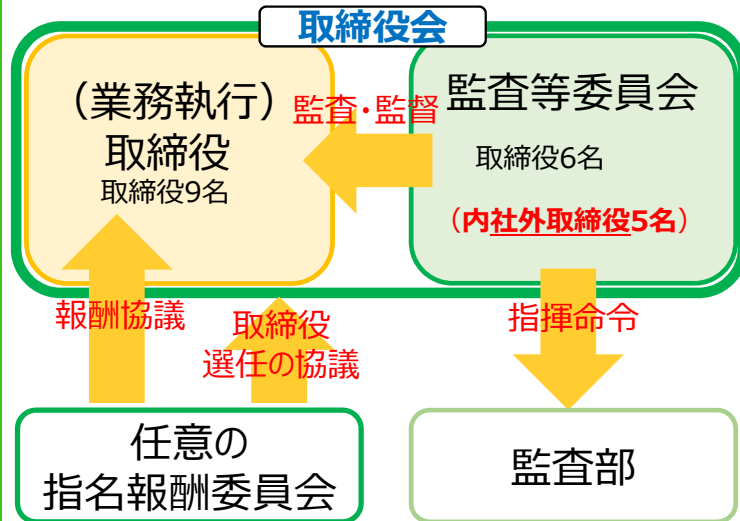 取締役会
（業務執行）
取締役
取締役9名
監査・監督
監査等委員会
取締役6名
（内社外取締役5名）
報酬協議
取締役
選任の協議
指揮命令
任意の
指名報酬委員会
監査部